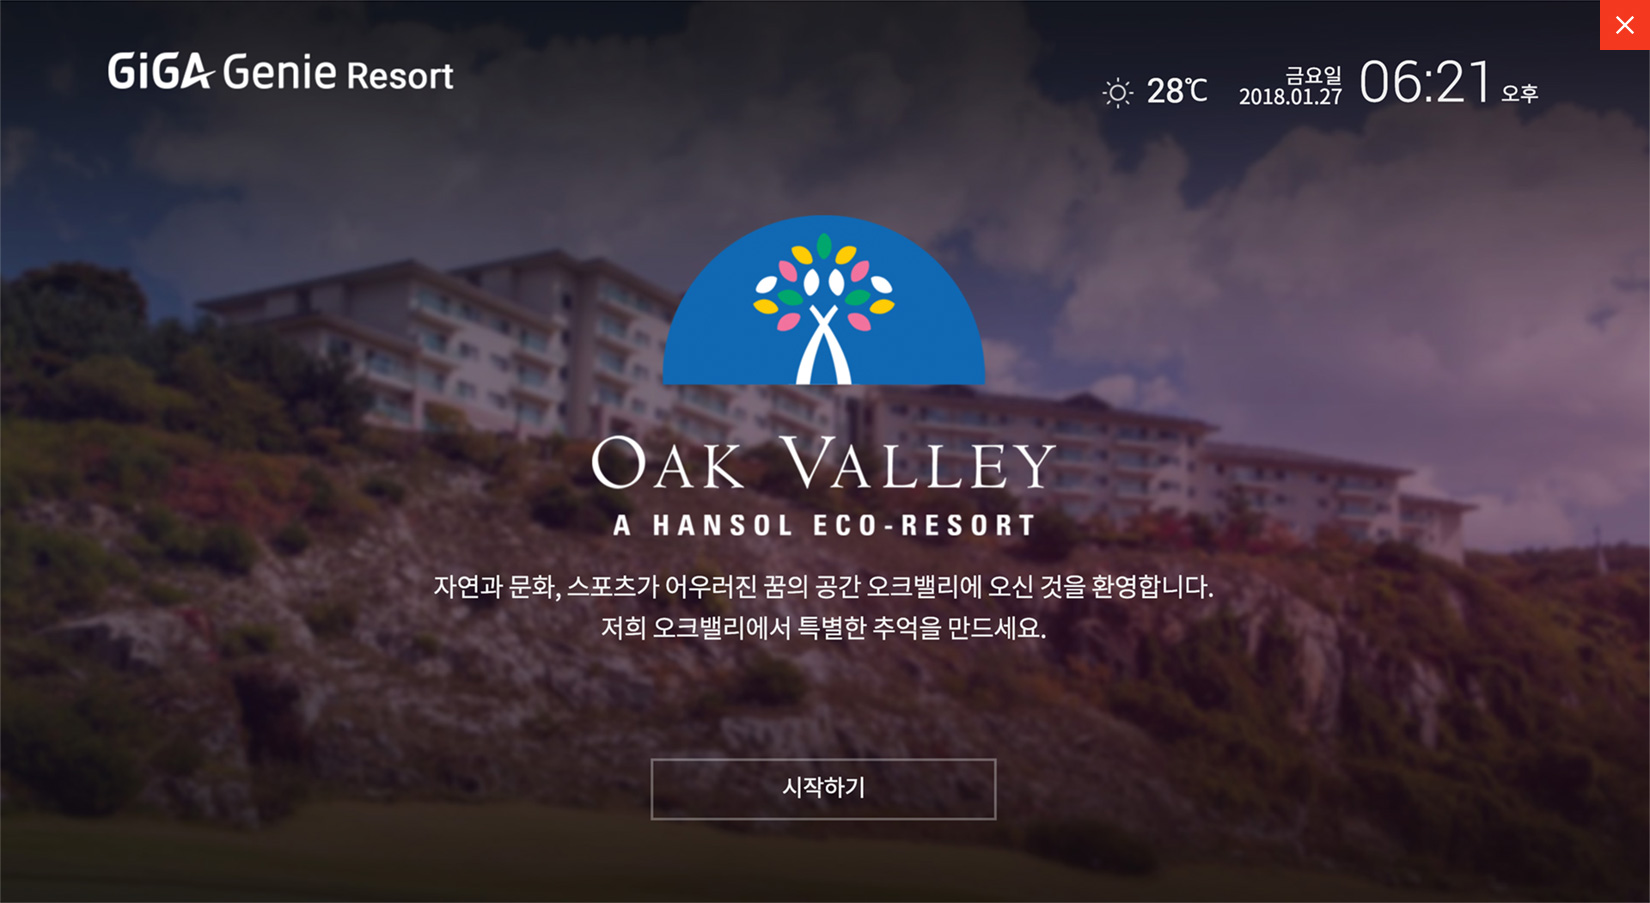 GiGA Genie Resort
28℃
금요일
2018.01.27
06:21 오후
OAK VALLEY
A HANSOL ECO-RESORT
자연과 문화, 스포츠가 어우러진 꿈의 공간 오크밸리에 오신 것을 환영합니다.
저희 오크밸리에서 특별한 추억을 만드세요.
시작하기